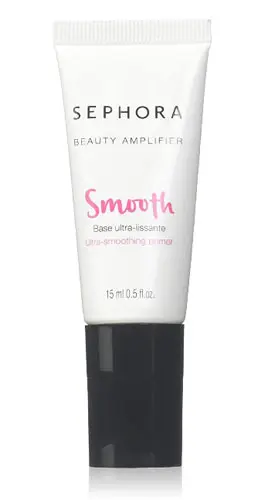 SEPHORA
BEAUTY AMPLIFIER
Smooth
Base ultra-lissante
Ultra-smoothing primer
15 ml 0.5 fl.oz.